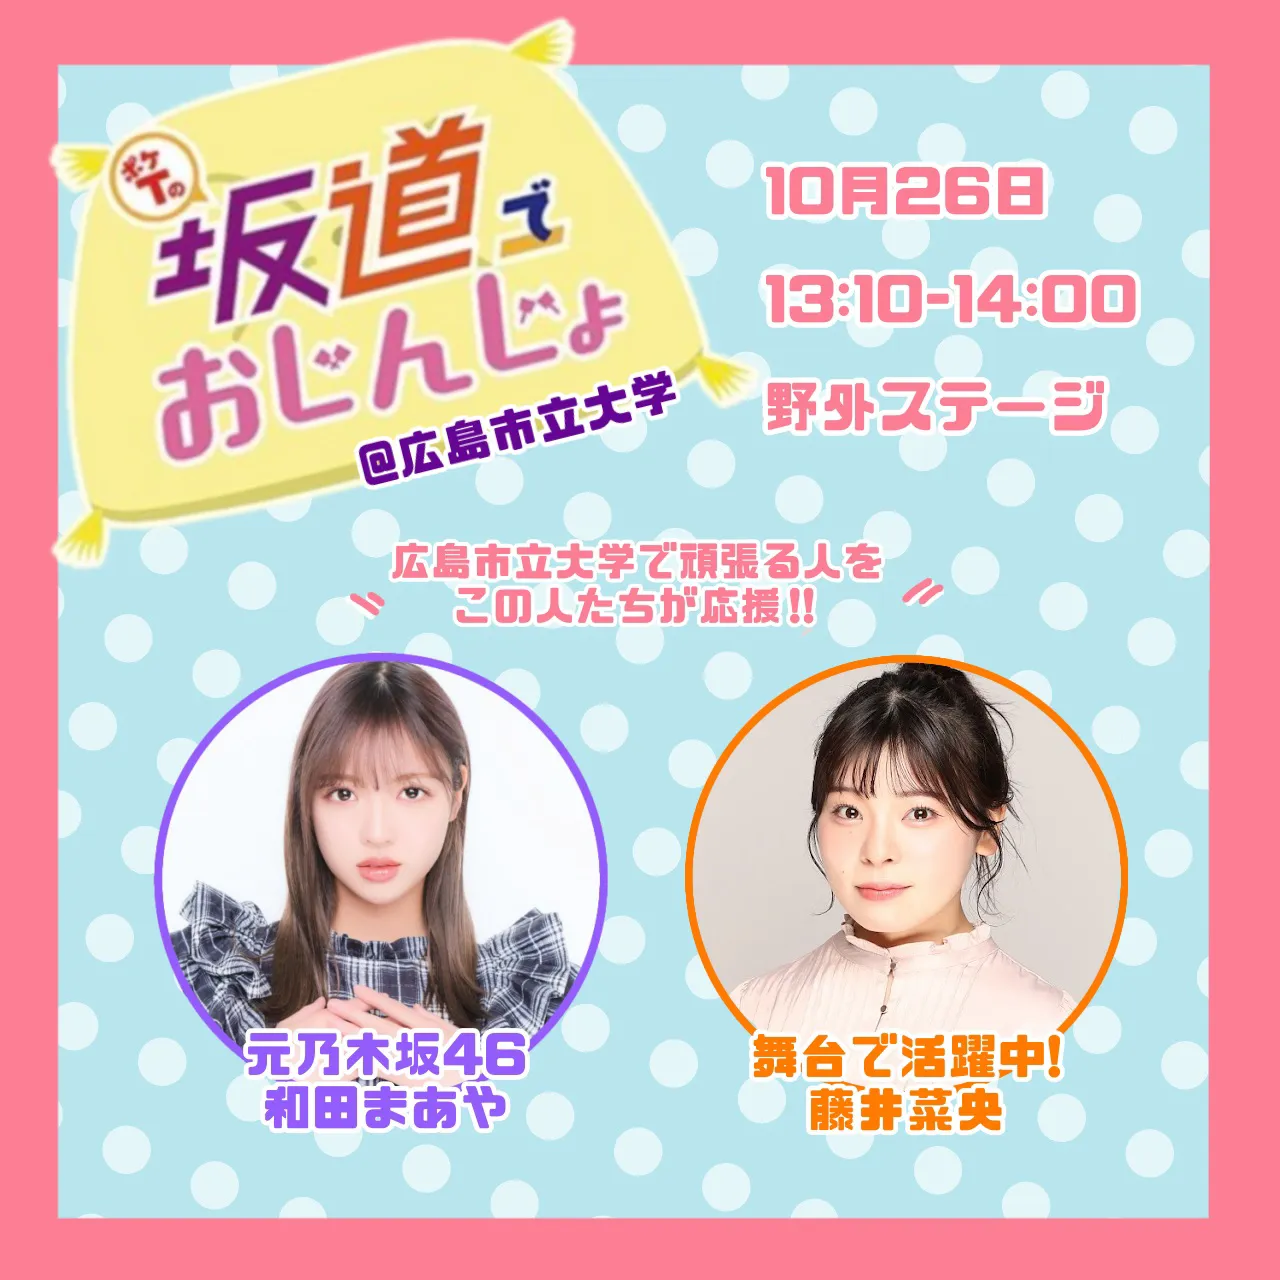 ポケTの
坂道で
おじんじょ
@広島市立大学
10月26日
13:10-14:00
野外ステージ
広島市立大学で頑張る人を
この人たちが応援!!
元乃木坂46
和田まあや
舞台で活躍中!
藤井菜央